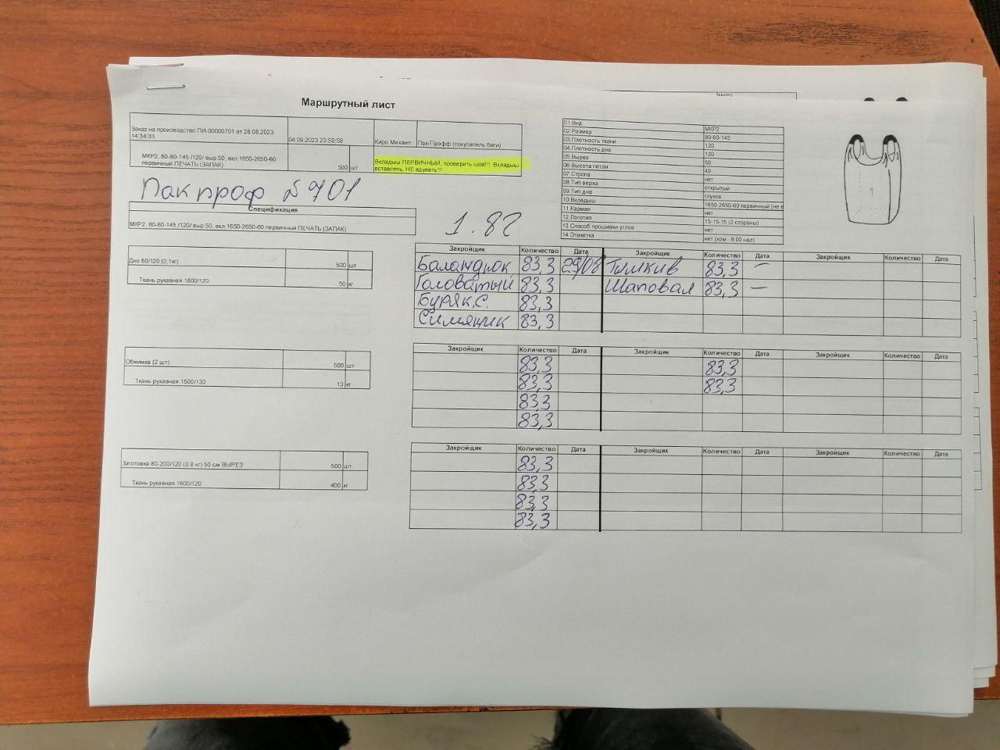 Маршрутный лист
Заказ на производство ПИ-00000701 от 28.08.2023 14:34:33
04.09.2023 23:59:59
Киро Михаил
Пак-Профф (покупатель беги)
МКР2, 80-80-145 /120/ выр.50, вкл.1650-2650-60 первичный ПЕЧАТЬ (ЗАПАК)
500 шт
Вкладыш ПЕРВИЧНЫЙ, проверить шов!!! Вкладыш
вставлять, НЕ вдувать!!!
Пакпроф №701
Спецификация
МКР2, 80-80-145 /120/ выр.50, вкл.1650-2650-60 первичный ПЕЧАТЬ (ЗАПАК)
1.82
01.Вид МКР2
02.Размер 80-80-145
03.Плотность ткани 120
04.Плотность дна 120
05.Вырез 50
06.Высота петли 40
07.Стропа нет
08.Тип верха открытый
09.Тип дна глухое
10.Вкладыш 1650-2650-60 первичный (не в
11.Карман нет
12.Логотип 15-15-15 (2 стороны)
13.Способ прошивки углов нет
14.Этикетка нет (ком - 8.00 нал)
1
Дно 80/120 (0,1кг) 500 шт
Ткань рукавная 1800/120 50 кг
Закройщик Количество Дата Закройщик Количество Дата Закройщик Количество Дата
Баландюк 83,3 29/08 Тимкив 83,3 —
Головатый 83,3 Шаповал 83,3 —
Буряк.С. 83,3
Симящик 83,3
Обжимка (2 шт) 500 шт
Ткань рукавная 1500/130 13 кг
Закройщик Количество Дата Закройщик Количество Дата Закройщик Количество Дата
83,3 83,3
83,3 83,3
83,3
83,3
Заготовка 80-200/120 (0.8 кг) 50 см ВЫРЕЗ 500 шт
Ткань рукавная 1600/120 400 кг
Закройщик Количество Дата Закройщик Количество Дата Закройщик Количество Дата
83,3
83,3
83,3
83,3